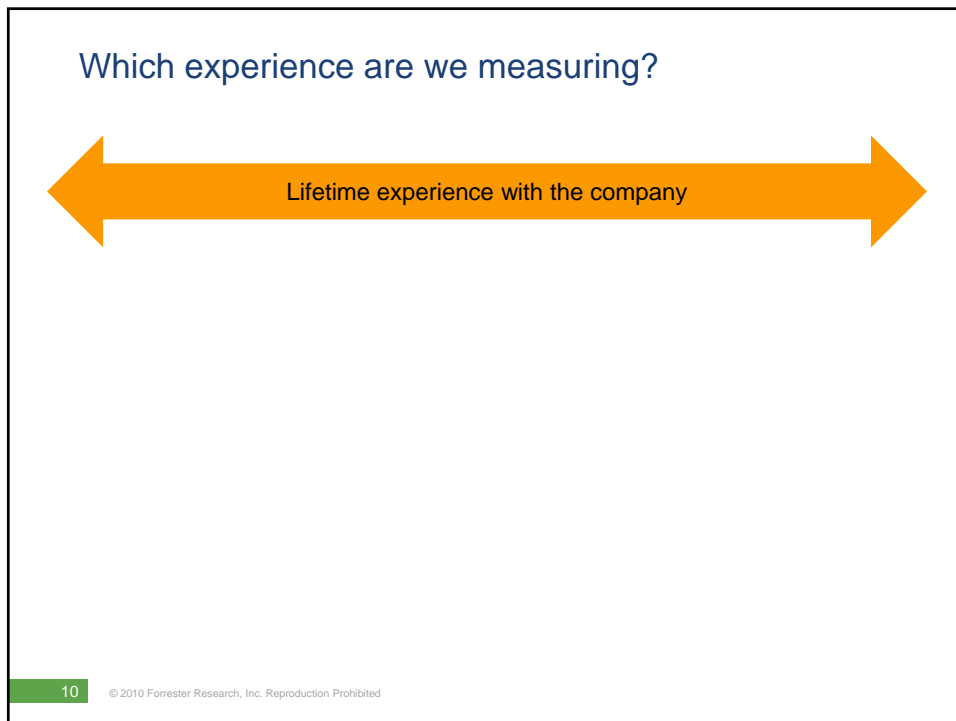 Which experience are we measuring?
Lifetime experience with the company
10 © 2010 Forrester Research, Inc. Reproduction Prohibited